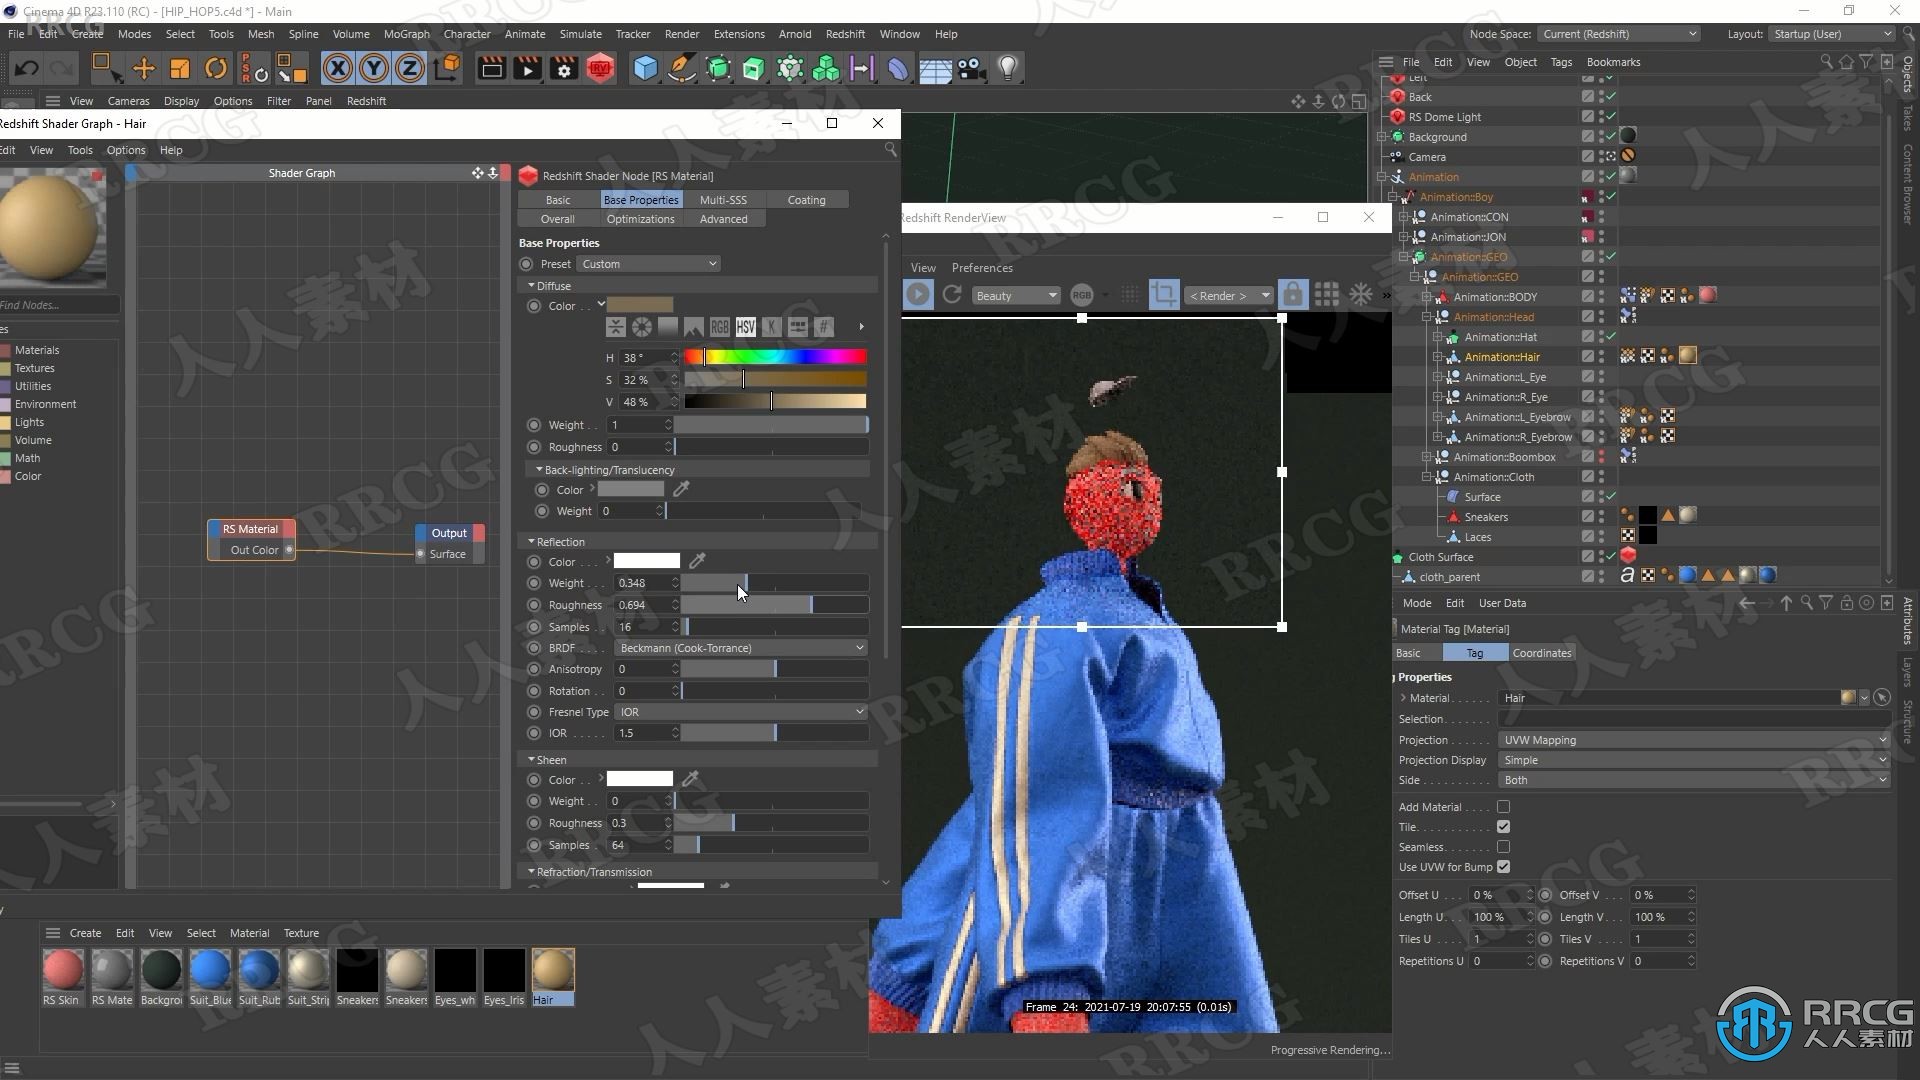 Cinema 4D R23.110 (RC) - [HIP_HOP5.c4d *] - Main
File Edit Create Modes Select Tools Mesh Spline Volume MoGraph Character Animate Simulate Tracker Render Extensions Arnold Redshift Window Help
Node Space: Current (Redshift) Layout: Startup (User)
View Cameras Display Options Filter Panel Redshift
Redshift Shader Graph - Hair
Edit View Tools Options Help
Shader Graph
Find Nodes...
Materials
Textures
Utilities
Environment
Lights
Volume
Math
Color
RS Material
Out Color
Output
Surface
Redshift Shader Node [RS Material]
Basic Base Properties Multi-SSS Coating
Overall Optimizations Advanced
Base Properties
Preset Custom
Diffuse
Color . .
RGB HSV K #
H 38 °
S 32 %
V 48 %
Weight . . 1
Roughness 0
Back-lighting/Translucency
Color
Weight 0
Reflection
Color . . .
Weight . . . 0.348
Roughness 0.694
Samples . . 16
BRDF . . . . Beckmann (Cook-Torrance)
Anisotropy 0
Rotation . . 0
Fresnel Type IOR
IOR . . . . . 1.5
Sheen
Color . .
Weight . . 0
Roughness 0.3
Samples . 64
Refraction/Transmission
Redshift RenderView
View Preferences
Beauty RGB < Render >
Frame 24: 2021-07-19 20:07:55 (0.01s)
Progressive Rendering...
File Edit View Object Tags Bookmarks
Left
Back
RS Dome Light
Background
Camera
Animation
Animation::Boy
Animation::CON
Animation::JON
Animation::GEO
Animation::GEO
Animation::BODY
Animation::Head
Animation::Hat
Animation::Hair
Animation::L_Eye
Animation::R_Eye
Animation::L_Eyebrow
Animation::R_Eyebrow
Animation::Boombox
Animation::Cloth
Surface
Sneakers
Laces
Cloth Surface
cloth_parent
Objects
Takes
Content Browser
Attributes
Layers
Structure
Mode Edit User Data
Material Tag [Material]
Basic Tag Coordinates
Properties
Material . . . . . . Hair
Selection . . . . . .
Projection . . . . . . UVW Mapping
Projection Display Simple
Side . . . . . . . . . . Both
Add Material . . . .
Tile. . . . . . . . . . .
Seamless. . . . . . .
Use UVW for Bump
Offset U . . . 0 % Offset V . . . 0 %
Length U. . . 100 % Length V. . . 100 %
Tiles U . . . . 1 Tiles V . . . . 1
Repetitions U 0 Repetitions V 0
Create Edit View Select Material Texture
RS Skin RS Mate Backgroi Suit_Blue Suit_Rub Suit_Strip Sneakers Sneakers Eyes_wh Eyes_Iris Hair
RRCG
人人素材